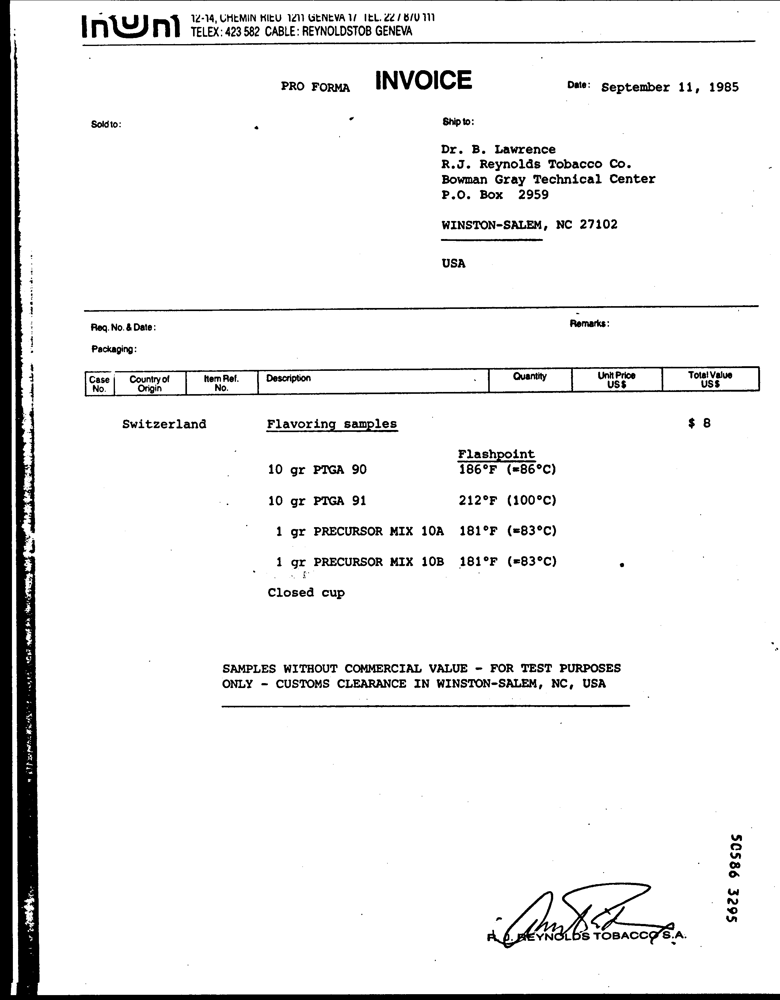 12-14, CHEMIN RIEU 1211 GENEVA 17 TEL. 22 / 870 111
TELEX: 423 582 CABLE: REYNOLDSTOB GENEVA
PRO FORMA INVOICE Date: September 11, 1985
Sold to: Ship to:
Dr. B. Lawrence
R.J. Reynolds Tobacco Co.
Bowman Gray Technical Center
P.O. Box 2959
WINSTON-SALEM, NC 27102
USA
Req. No. & Date: Remarks:
Packaging:
Case No. Country of Origin Item Ref. No. Description Quantity Unit Price US$ Total Value US$
Switzerland Flavoring samples $ 8
Flashpoint
10 gr PTGA 90 186°F (=86°C)
10 gr PTGA 91 212°F (100°C)
1 gr PRECURSOR MIX 10A 181°F (=83°C)
1 gr PRECURSOR MIX 10B 181°F (=83°C)
Closed cup
SAMPLES WITHOUT COMMERCIAL VALUE - FOR TEST PURPOSES
ONLY - CUSTOMS CLEARANCE IN WINSTON-SALEM, NC, USA
50586 3295
R.J. REYNOLDS TOBACCO S.A.